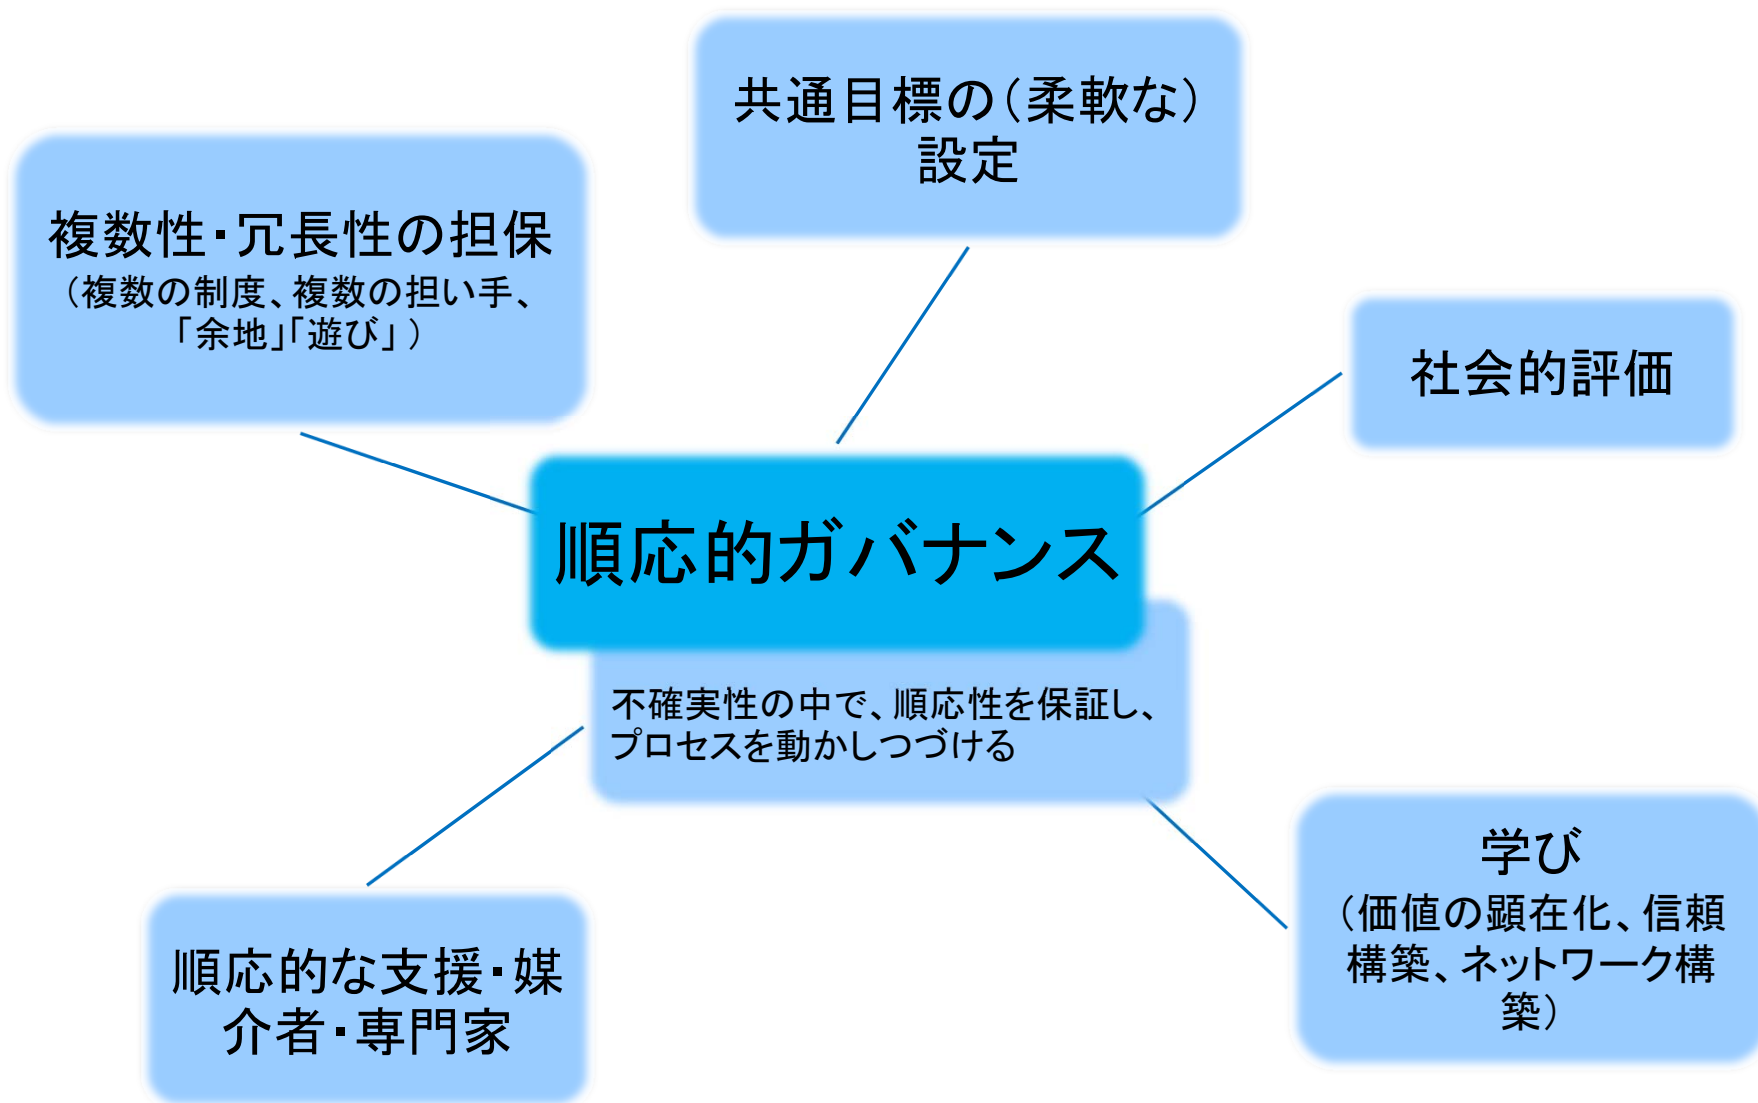 共通目標の（柔軟な）
設定
複数性・冗長性の担保
（複数の制度、複数の担い手、
「余地」「遊び」）
社会的評価
順応的ガバナンス
不確実性の中で、順応性を保証し、
プロセスを動かしつづける
学び
（価値の顕在化、信頼
構築、ネットワーク構
築）
順応的な支援・媒
介者・専門家